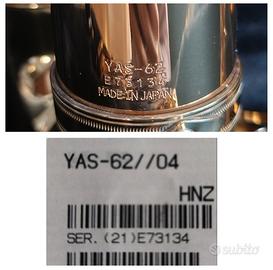 YAS-62
E73134
MADE IN JAPAN
YAS-62//04
HNZ
SER. (21)E73134
subito